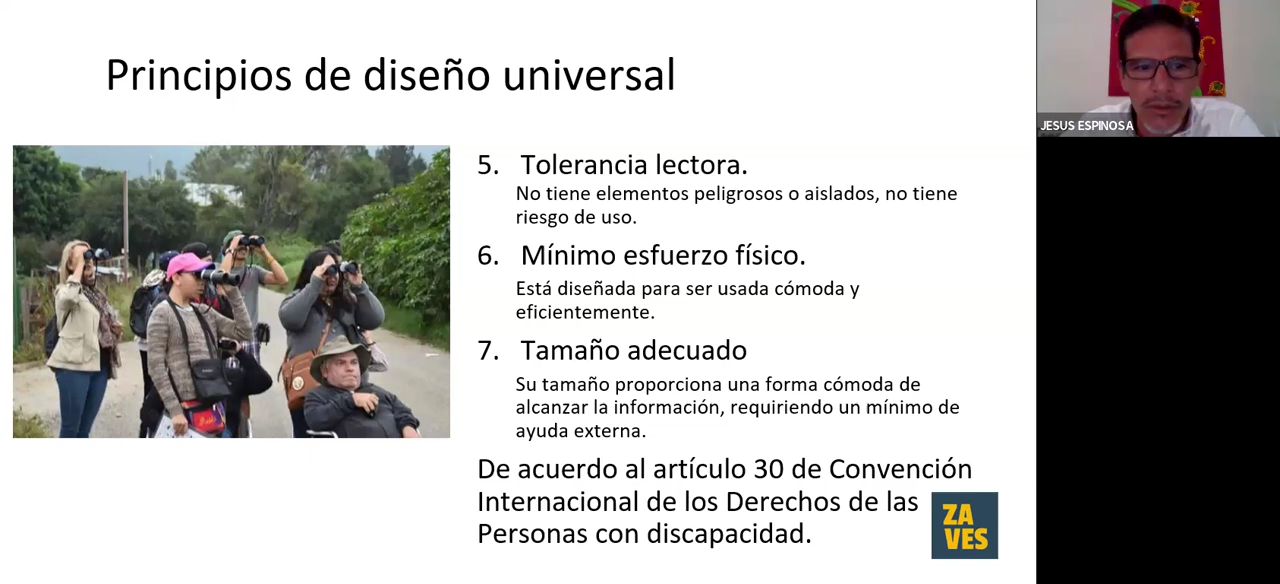 Principios de diseño universal
5. Tolerancia lectora.
No tiene elementos peligrosos o aislados, no tiene
riesgo de uso.
6. Mínimo esfuerzo físico.
Está diseñada para ser usada cómoda y
eficientemente.
7. Tamaño adecuado
Su tamaño proporciona una forma cómoda de
alcanzar la información, requiriendo un mínimo de
ayuda externa.
De acuerdo al artículo 30 de Convención
Internacional de los Derechos de las
Personas con discapacidad.
ZA
VES
JESUS ESPINOSA